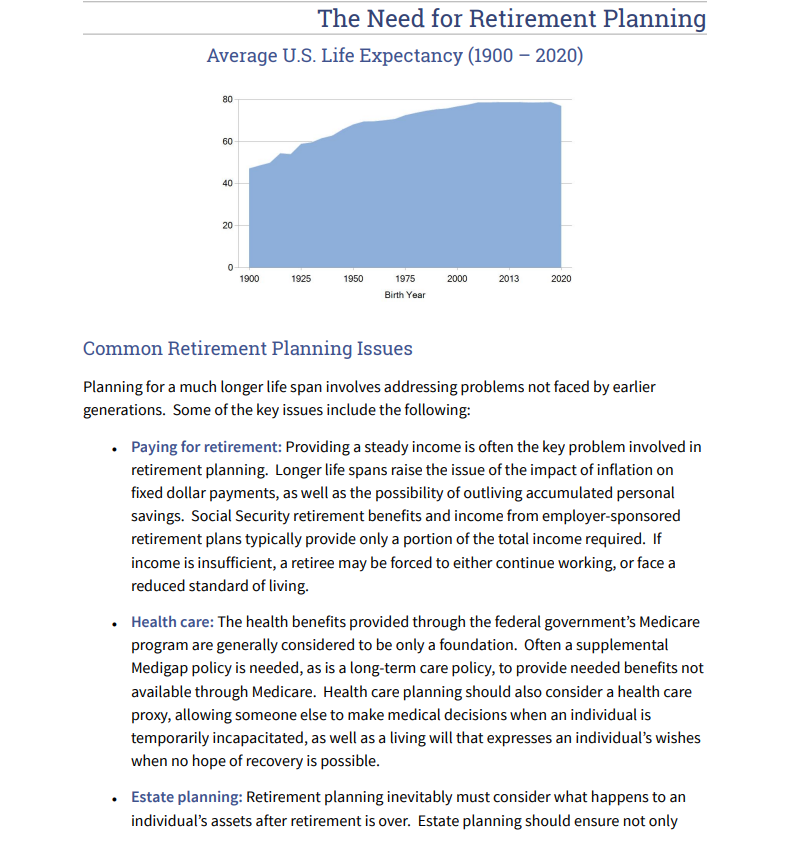 The Need for Retirement Planning
Average U.S. Life Expectancy (1900 – 2020)
80
60
40
20
0
1900 1925 1950 1975 2000 2013 2020
Birth Year
Common Retirement Planning Issues
Planning for a much longer life span involves addressing problems not faced by earlier
generations.  Some of the key issues include the following:
• Paying for retirement: Providing a steady income is often the key problem involved in
retirement planning.  Longer life spans raise the issue of the impact of inflation on
fixed dollar payments, as well as the possibility of outliving accumulated personal
savings.  Social Security retirement benefits and income from employer-sponsored
retirement plans typically provide only a portion of the total income required.  If
income is insufficient, a retiree may be forced to either continue working, or face a
reduced standard of living.
• Health care: The health benefits provided through the federal government’s Medicare
program are generally considered to be only a foundation.  Often a supplemental
Medigap policy is needed, as is a long-term care policy, to provide needed benefits not
available through Medicare.  Health care planning should also consider a health care
proxy, allowing someone else to make medical decisions when an individual is
temporarily incapacitated, as well as a living will that expresses an individual’s wishes
when no hope of recovery is possible.
• Estate planning: Retirement planning inevitably must consider what happens to an
individual’s assets after retirement is over.  Estate planning should ensure not only